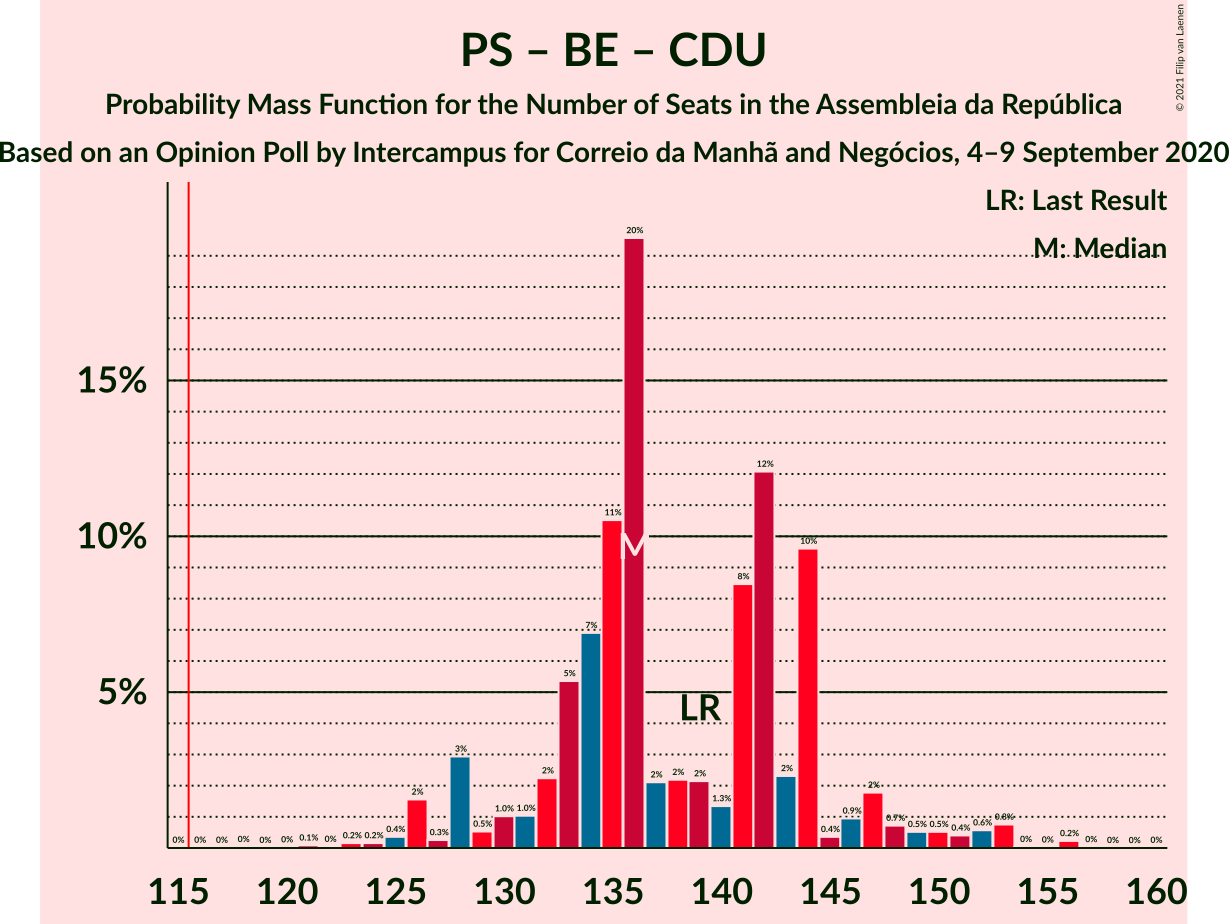 PS – BE – CDU
Probability Mass Function for the Number of Seats in the Assembleia da República
Based on an Opinion Poll by Intercampus for Correio da Manhã and Negócios, 4–9 September 2020
© 2021 Filip van Laenen
LR: Last Result
M: Median
15%
10%
5%
0% 0% 0% 0% 0% 0% 0.1% 0% 0.2% 0.2% 0.4% 2% 0.3% 3% 0.5% 1.0% 1.0% 2% 5% 7% 11% 20% 2% 2% 2% 1.3% 8% 12% 2% 10% 0.4% 0.9% 2% 0.7% 0.5% 0.5% 0.4% 0.6% 0.8% 0% 0% 0.2% 0% 0% 0% 0%
M
LR
115 120 125 130 135 140 145 150 155 160